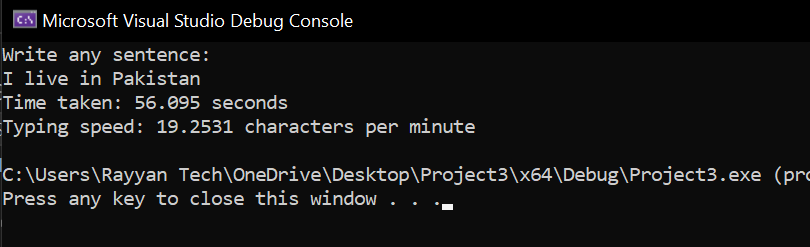 Microsoft Visual Studio Debug Console
Write any sentence:
I live in Pakistan
Time taken: 56.095 seconds
Typing speed: 19.2531 characters per minute
C:\Users\Rayyan Tech\OneDrive\Desktop\Project3\x64\Debug\Project3.exe (pro
Press any key to close this window . . .